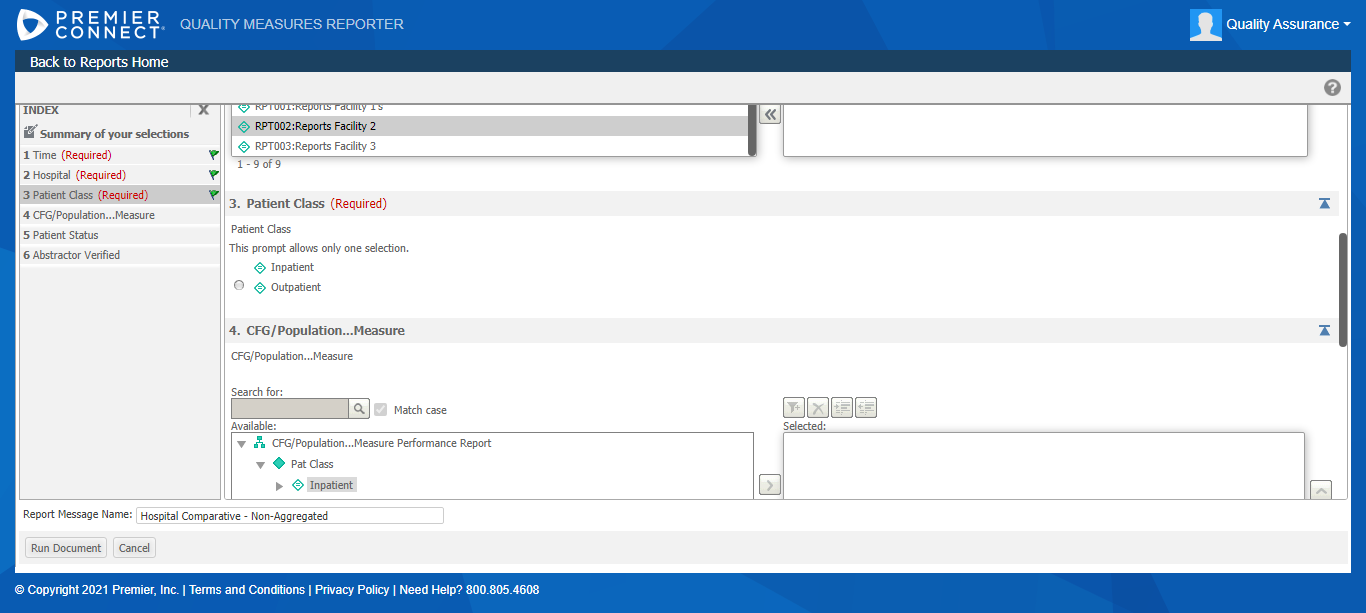 PREMIER
CONNECT
QUALITY MEASURES REPORTER
Quality Assurance
Back to Reports Home
INDEX
X
Summary of your selections
1 Time (Required)
2 Hospital (Required)
3 Patient Class (Required)
4 CFG/Population...Measure
5 Patient Status
6 Abstractor Verified
RPT001:Reports Facility 1's
RPT002:Reports Facility 2
RPT003:Reports Facility 3
1 - 9 of 9
3. Patient Class (Required)
Patient Class
This prompt allows only one selection.
Inpatient
Outpatient
4. CFG/Population...Measure
CFG/Population...Measure
Search for:
Match case
Available:
Selected:
CFG/Population...Measure Performance Report
Pat Class
Inpatient
Report Message Name: Hospital Comparative - Non-Aggregated
Run Document Cancel
© Copyright 2021 Premier, Inc. | Terms and Conditions | Privacy Policy | Need Help? 800.805.4608